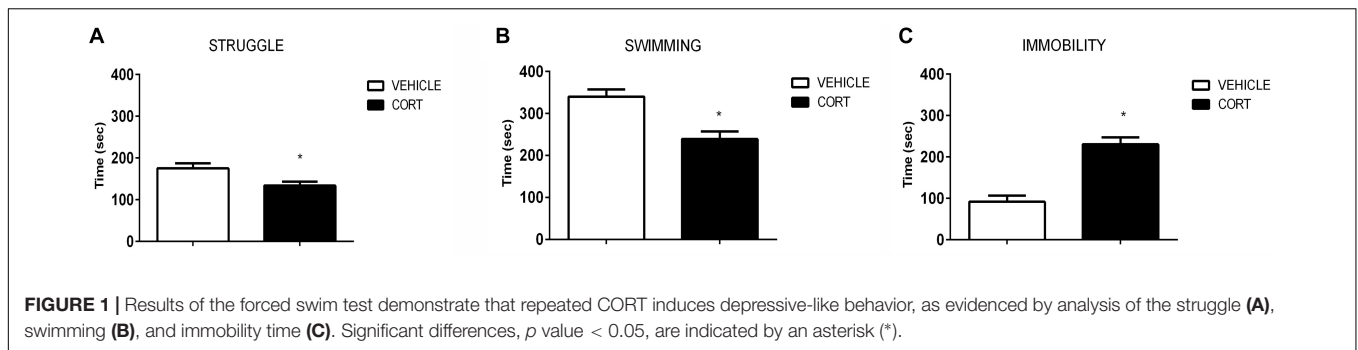 A
STRUGGLE
400
300
200
100
0
Time (sec)
*
VEHICLE
CORT
B
SWIMMING
400
300
200
100
0
Time (sec)
*
VEHICLE
CORT
C
IMMOBILITY
400
300
200
100
0
Time (sec)
*
VEHICLE
CORT
FIGURE 1 | Results of the forced swim test demonstrate that repeated CORT induces depressive-like behavior, as evidenced by analysis of the struggle (A),
swimming (B), and immobility time (C). Significant differences, p value < 0.05, are indicated by an asterisk (*).